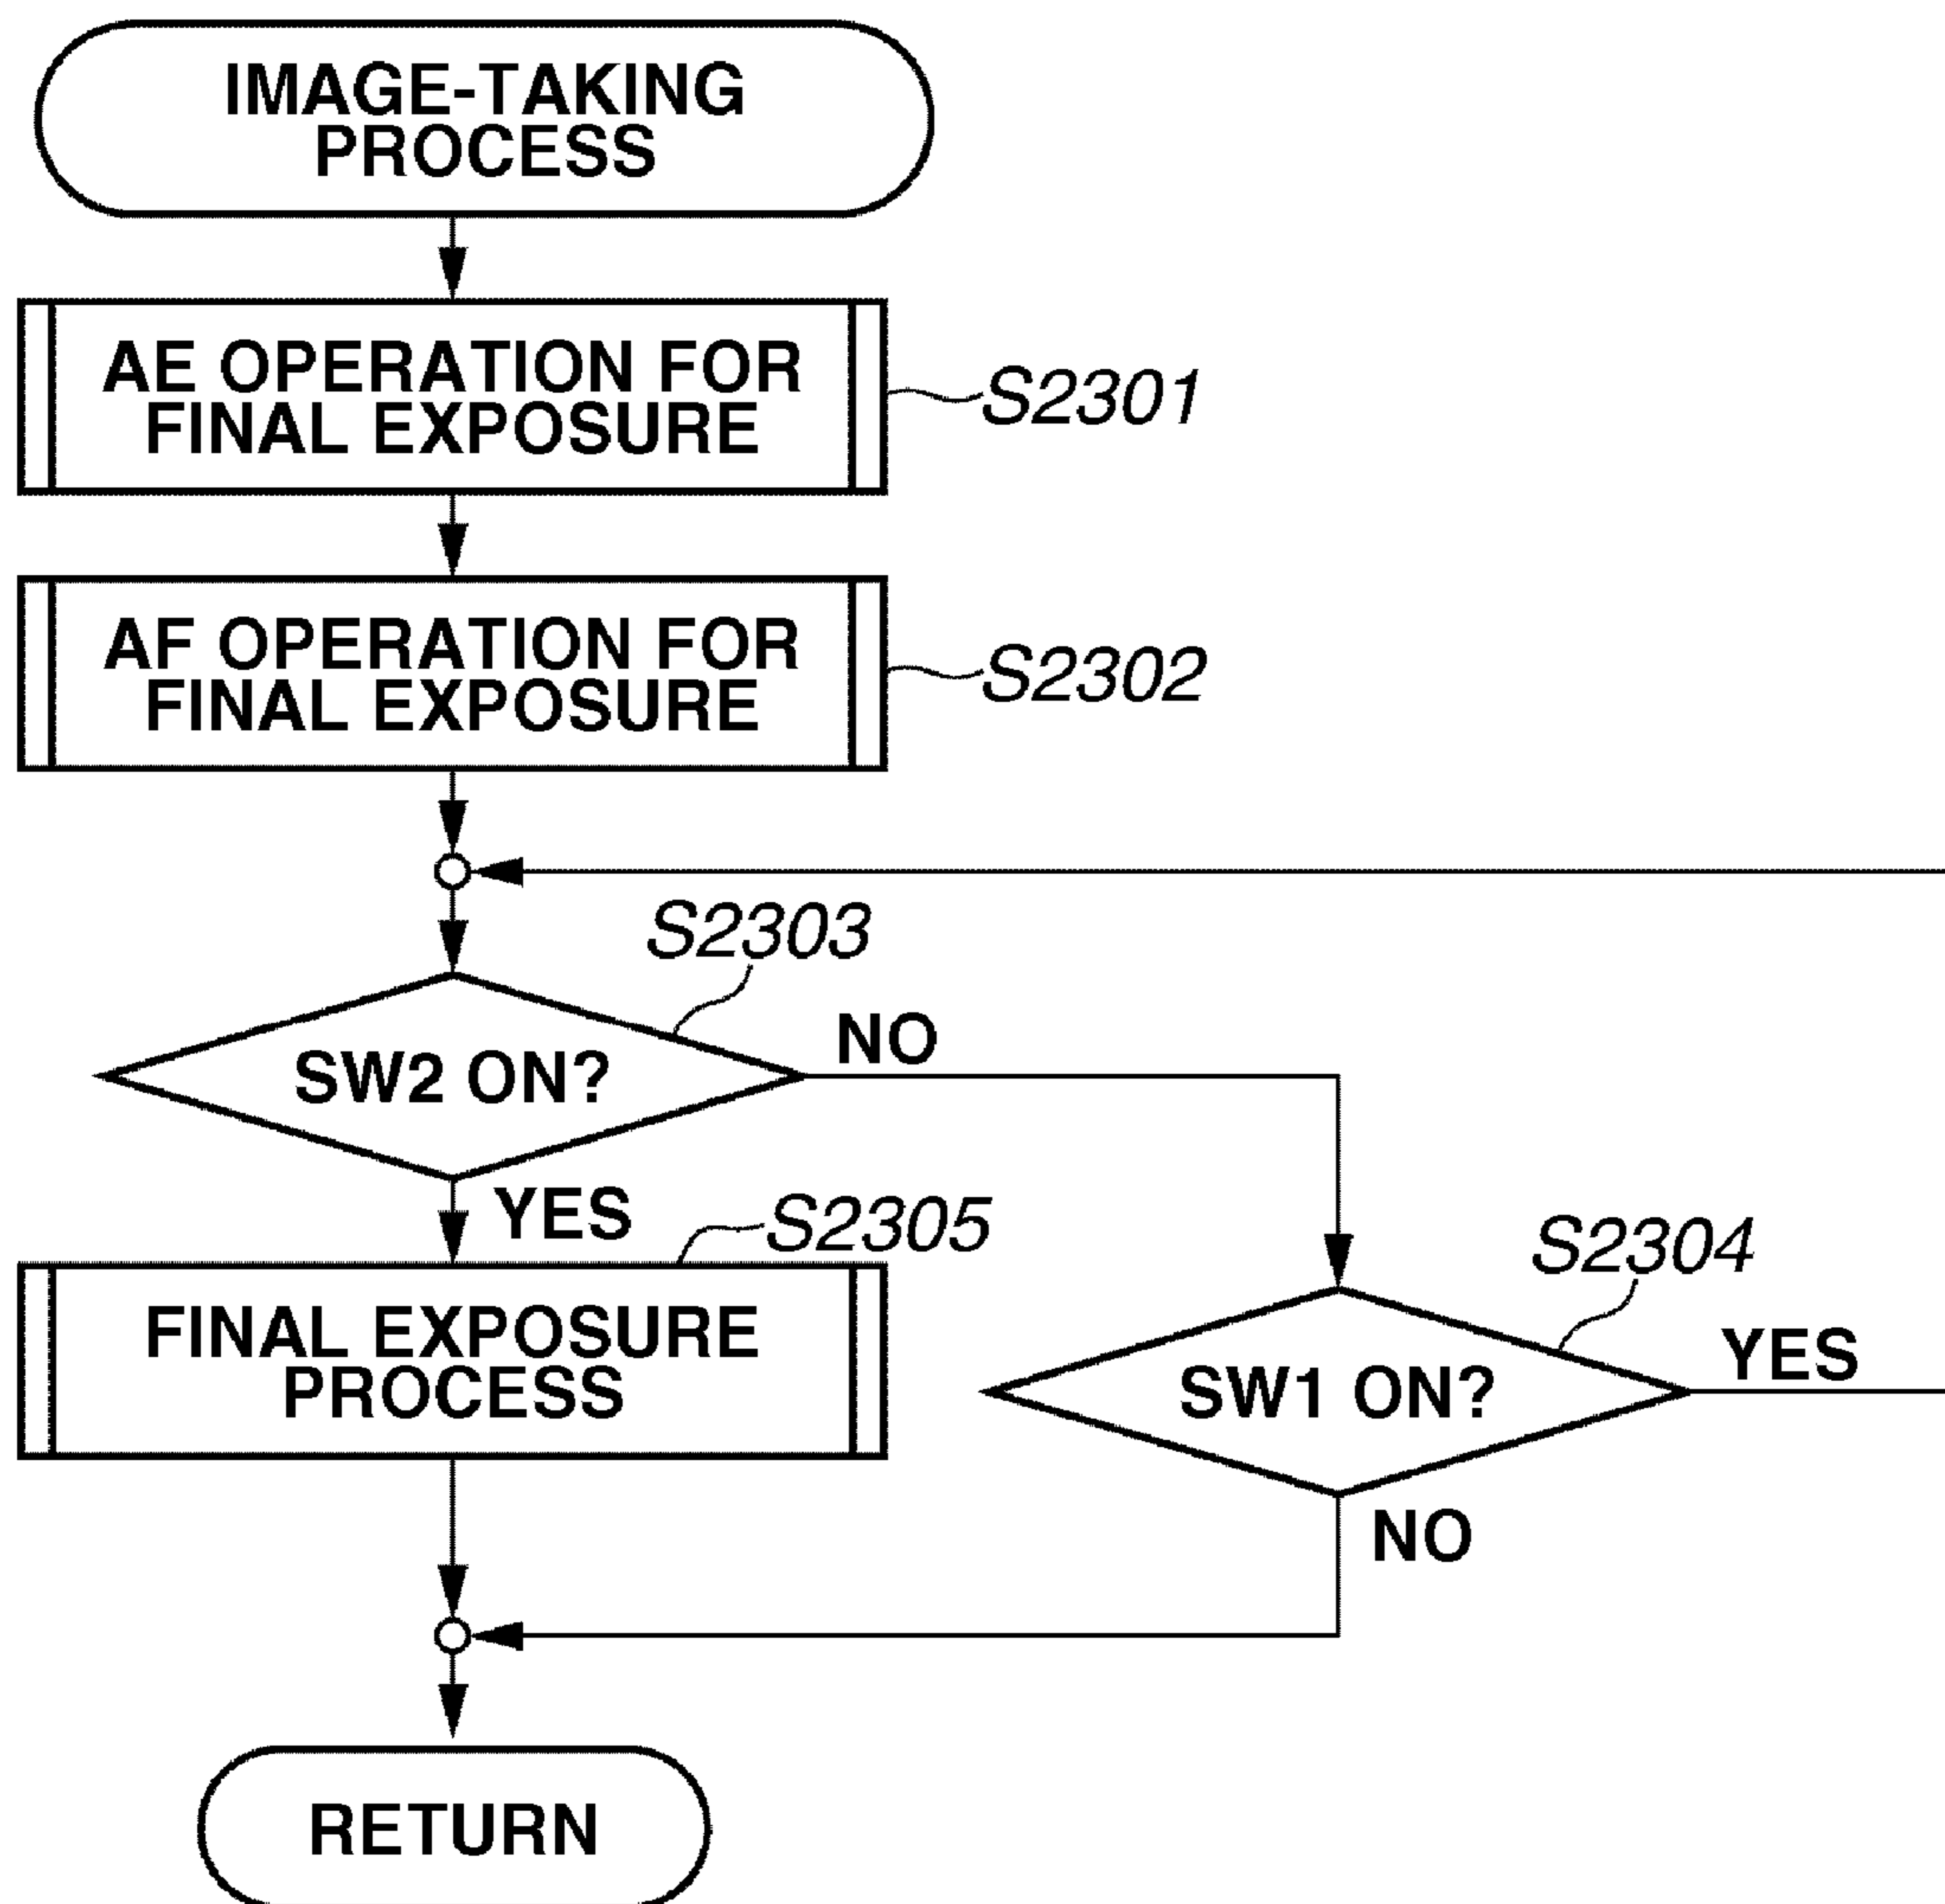 IMAGE-TAKING
PROCESS
AE OPERATION FOR
FINAL EXPOSURE
S2301
AF OPERATION FOR
FINAL EXPOSURE
S2302
S2303
SW2 ON?
NO
YES
S2305
FINAL EXPOSURE
PROCESS
S2304
SW1 ON?
YES
NO
RETURN